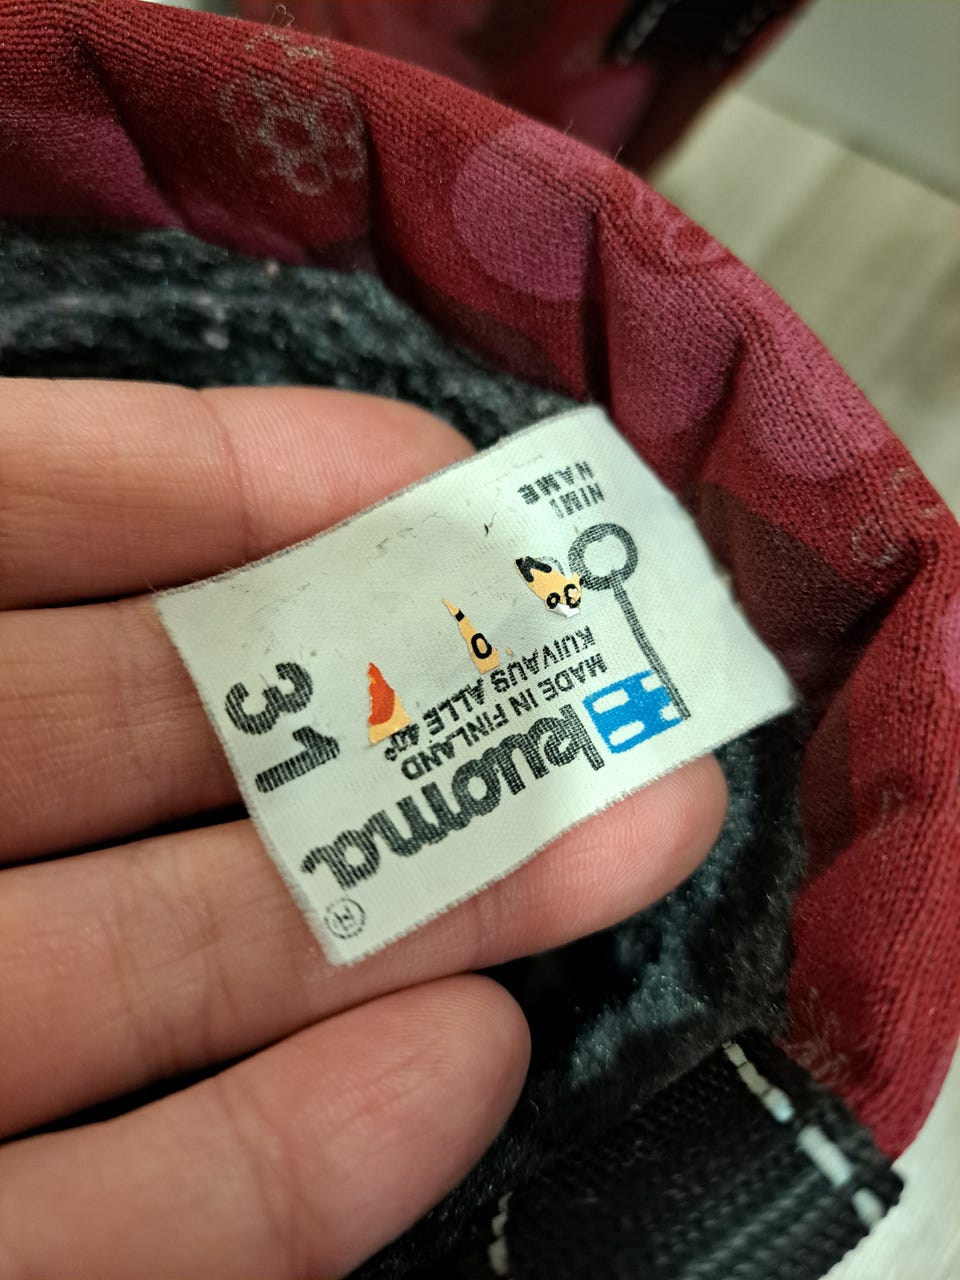 kuoma ®
MADE IN FINLAND
KUIVAUS ALLE 40°
NIMI
NAME
31